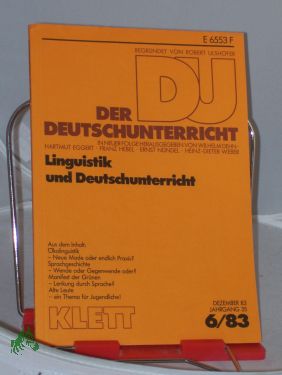 E 6553 F
BEGRÜNDET VON ROBERT ULSHÖFER
DU
DER
DEUTSCHUNTERRICHT
IN NEUER FOLGE HERAUSGEGEBEN VON WILHELM DEHN ·
HARTMUT EGGERT · FRANZ HEBEL · ERNST NÜNDEL · HEINZ-DIETER WEBER
Linguistik
und Deutschunterricht
Aus dem Inhalt:
Ökolinguistik
– Neue Mode oder endlich Praxis?
Sprachgeschichte
– Wende oder Gegenwende oder?
Manifest der Grünen
– Lenkung durch Sprache?
Alte Leute
– ein Thema für Jugendliche!
DEZEMBER 83
JAHRGANG 35
KLETT
6/83